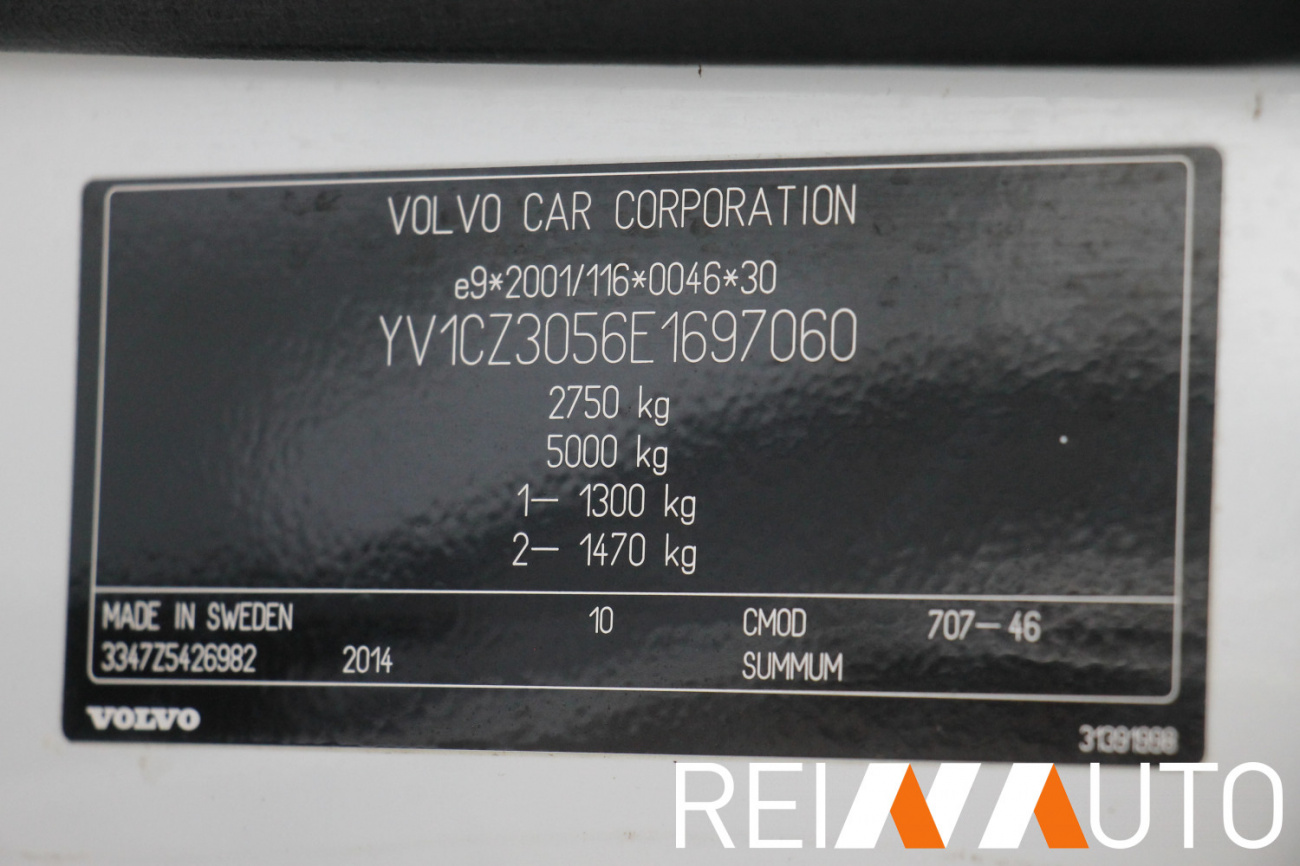 VOLVO CAR CORPORATION
e9*2001/116*0046*30
YV1CZ3056E1697060
2750 kg
5000 kg
1— 1300 kg
2— 1470 kg
MADE IN SWEDEN 10 CMOD 707—46
3347Z5426982 2014 SUMMUM
VOLVO
31391998
REINAUTO